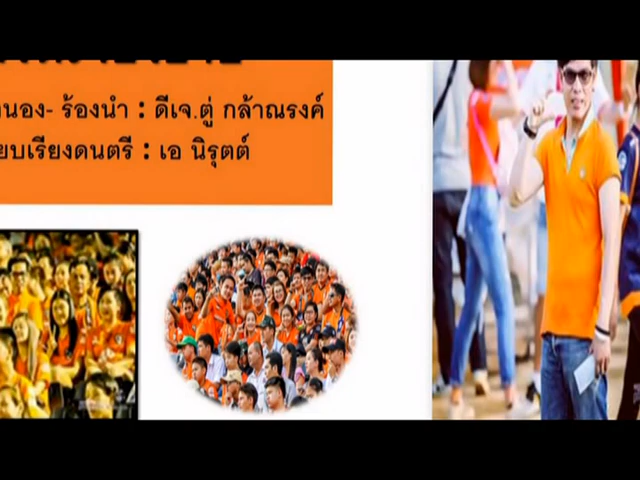 นอง- ร้องนำ : ดีเจ.ตู่ กล้าณรงค์
ยบเรียงดนตรี : เอ นิรุตต์